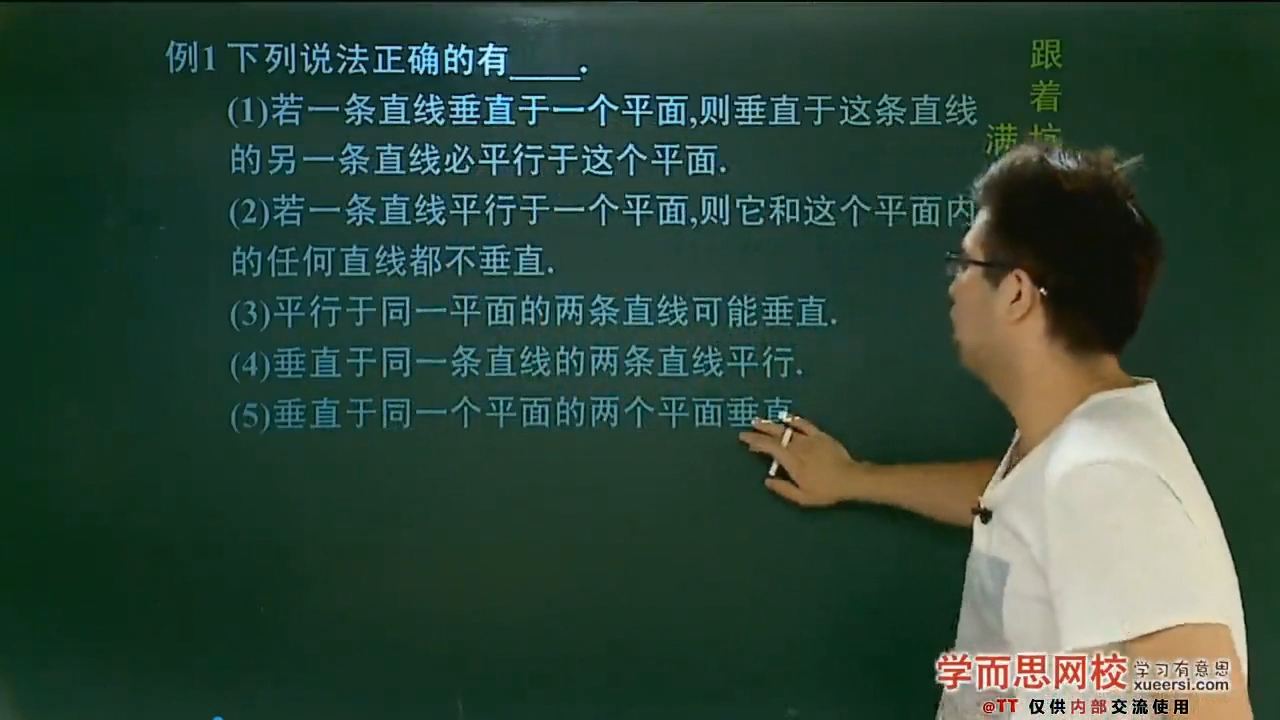 例1 下列说法正确的有____.
(1)若一条直线垂直于一个平面,则垂直于这条直线
的另一条直线必平行于这个平面.
(2)若一条直线平行于一个平面,则它和这个平面内
的任何直线都不垂直.
(3)平行于同一平面的两条直线可能垂直.
(4)垂直于同一条直线的两条直线平行.
(5)垂直于同一个平面的两个平面垂直
跟着
满
学而思网校 学习有意思
xueersi.com
@TT 仅供内部交流使用